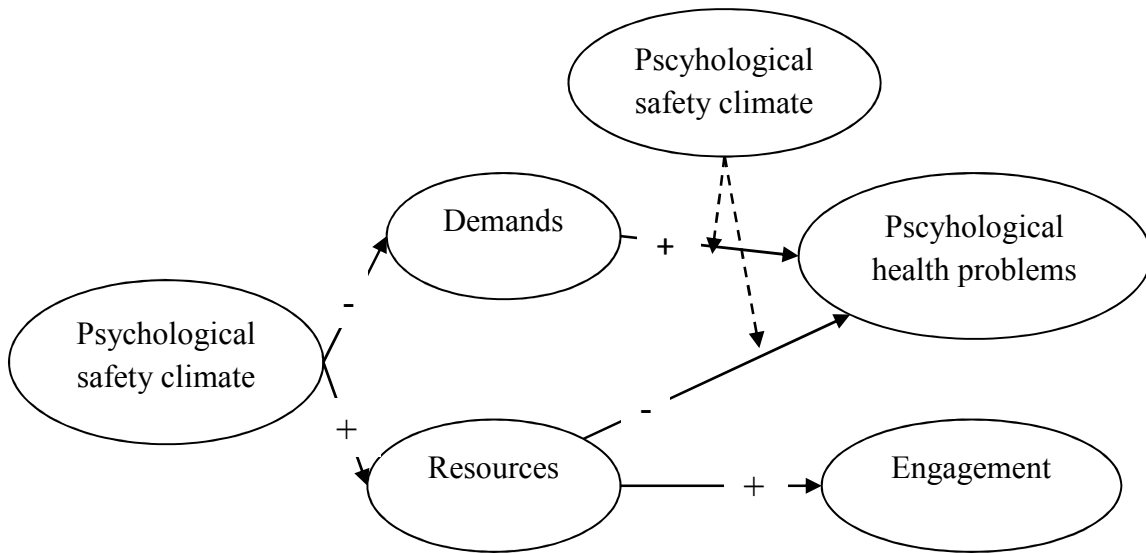 Pscyhological
safety climate
Demands
+
Pscyhological
health problems
-
Psychological
safety climate
+
-
Resources
+
Engagement